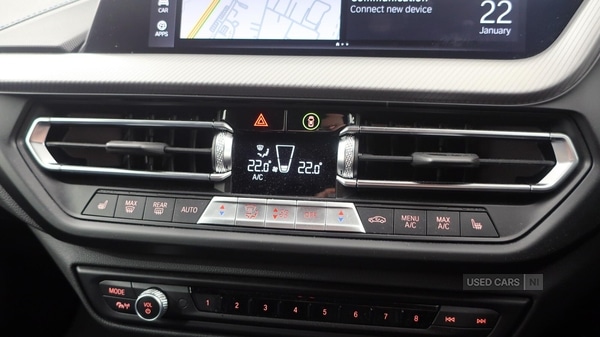 CAR
APPS
Communication
Connect new device
22
January
22.0° 22.0°
A/C
MAX REAR AUTO
MENU A/C
MAX A/C
MODE
VOL
1 2 3 4 5 6 7 8
USED CARS NI